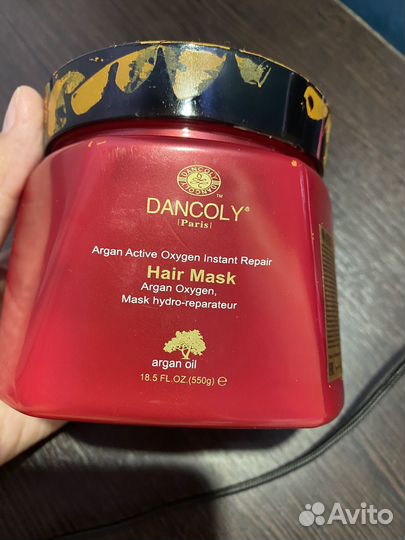 DANCOLY
DANCOLY®
Paris
Argan Active Oxygen Instant Repair
Hair Mask
Argan Oxygen,
Mask hydro-reparateur
argan oil
18.5 FL.OZ.(550g) ℮
Avito